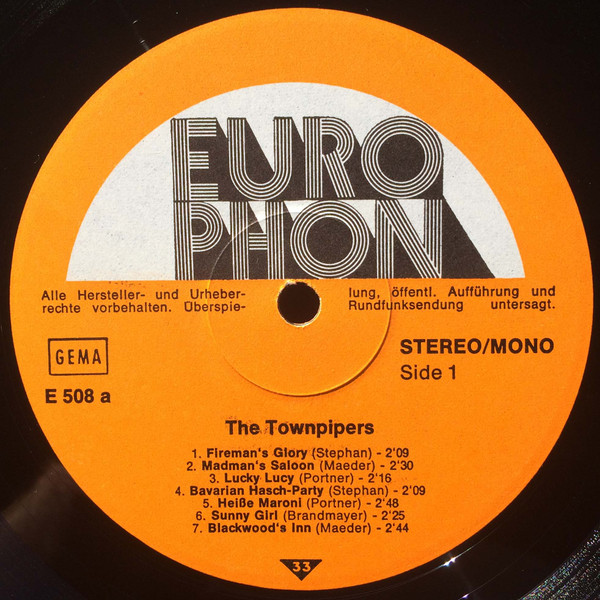 EURO
PHON
Alle Hersteller- und Urheber-
rechte vorbehalten. Überspie-
lung, öffentl. Aufführung und
Rundfunksendung untersagt.
GEMA
E 508 a
STEREO/MONO
Side 1
The Townpipers
1. Fireman's Glory (Stephan) - 2'09
2. Madman's Saloon (Maeder) - 2'30
3. Lucky Lucy (Portner) - 2'16
4. Bavarian Hasch-Party (Stephan) - 2'09
5. Heiße Maroni (Portner) - 2'48
6. Sunny Girl (Brandmayer) - 2'25
7. Blackwood's Inn (Maeder) - 2'44
33